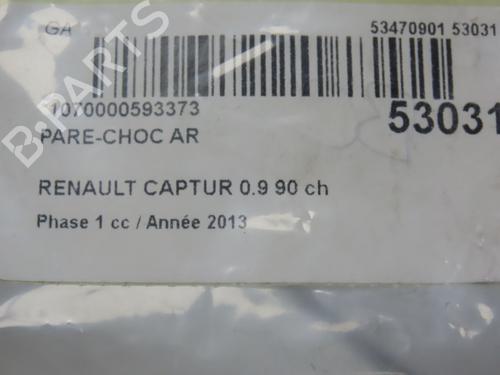 GA 53470901 53031
1070000593373
53031
PARE-CHOC AR
RENAULT CAPTUR 0.9 90 ch
Phase 1 cc / Année 2013
B-PARTS